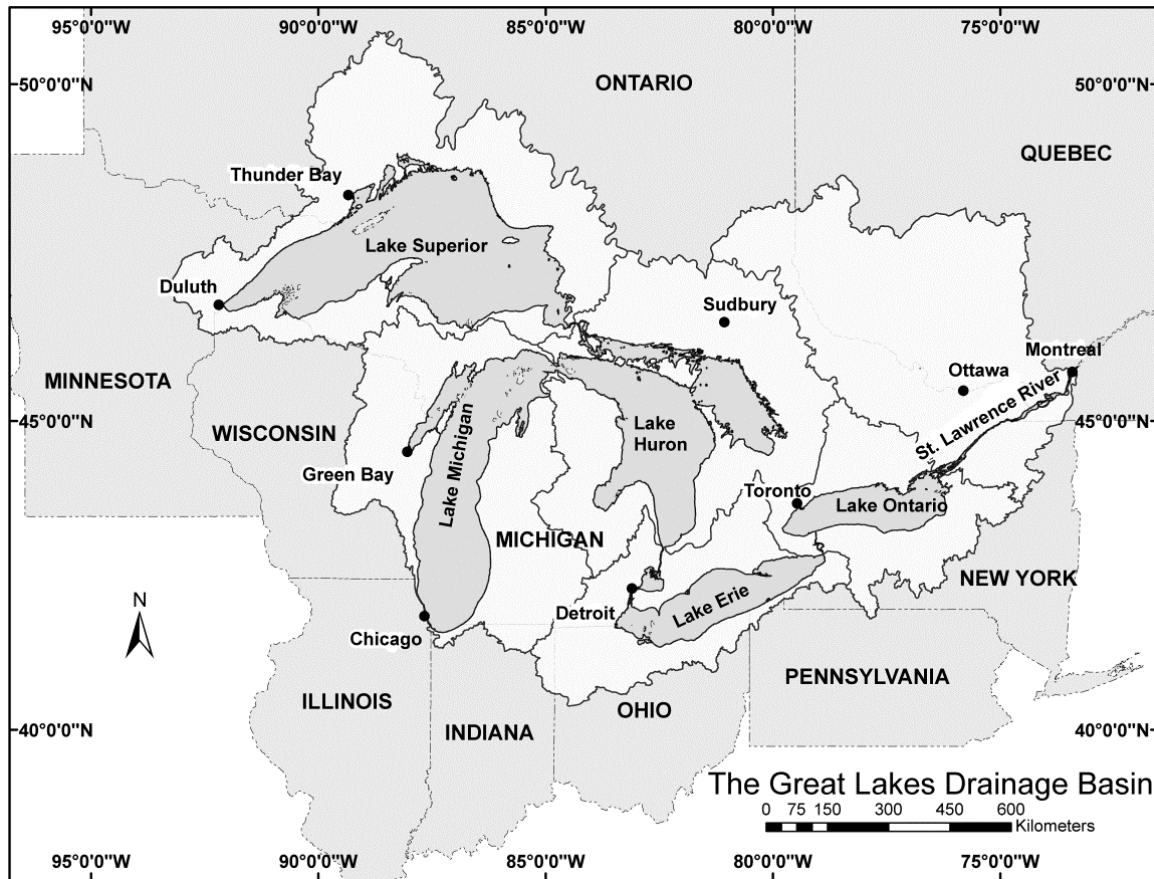 95°0'0"W 90°0'0"W 85°0'0"W 80°0'0"W 75°0'0"W
50°0'0"N ONTARIO 50°0'0"N
QUEBEC
Thunder Bay
Lake Superior
Duluth
Sudbury
Montreal
MINNESOTA
Ottawa
St. Lawrence River
45°0'0"N 45°0'0"N
WISCONSIN
Lake
Huron
Green Bay
Lake Michigan
Toronto
Lake Ontario
MICHIGAN
NEW YORK
Detroit
Lake Erie
N
Chicago
PENNSYLVANIA
ILLINOIS
OHIO
INDIANA
40°0'0"N 40°0'0"N
The Great Lakes Drainage Basin
0 75 150 300 450 600
Kilometers
95°0'0"W 90°0'0"W 85°0'0"W 80°0'0"W 75°0'0"W